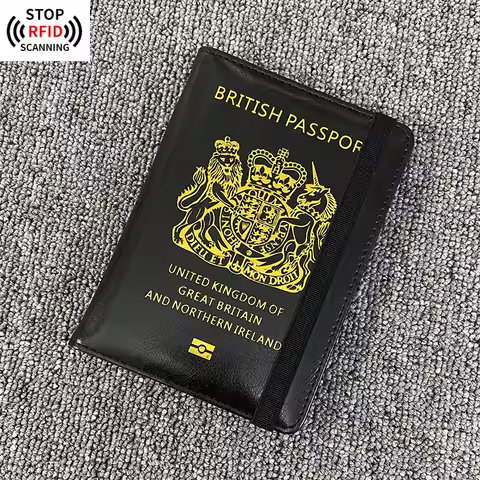 STOP
RFID
SCANNING
BRITISH PASSPOR
DIEU ET MON DROIT
UNITED KINGDOM OF
GREAT BRITAIN
AND NORTHERN IRELAND